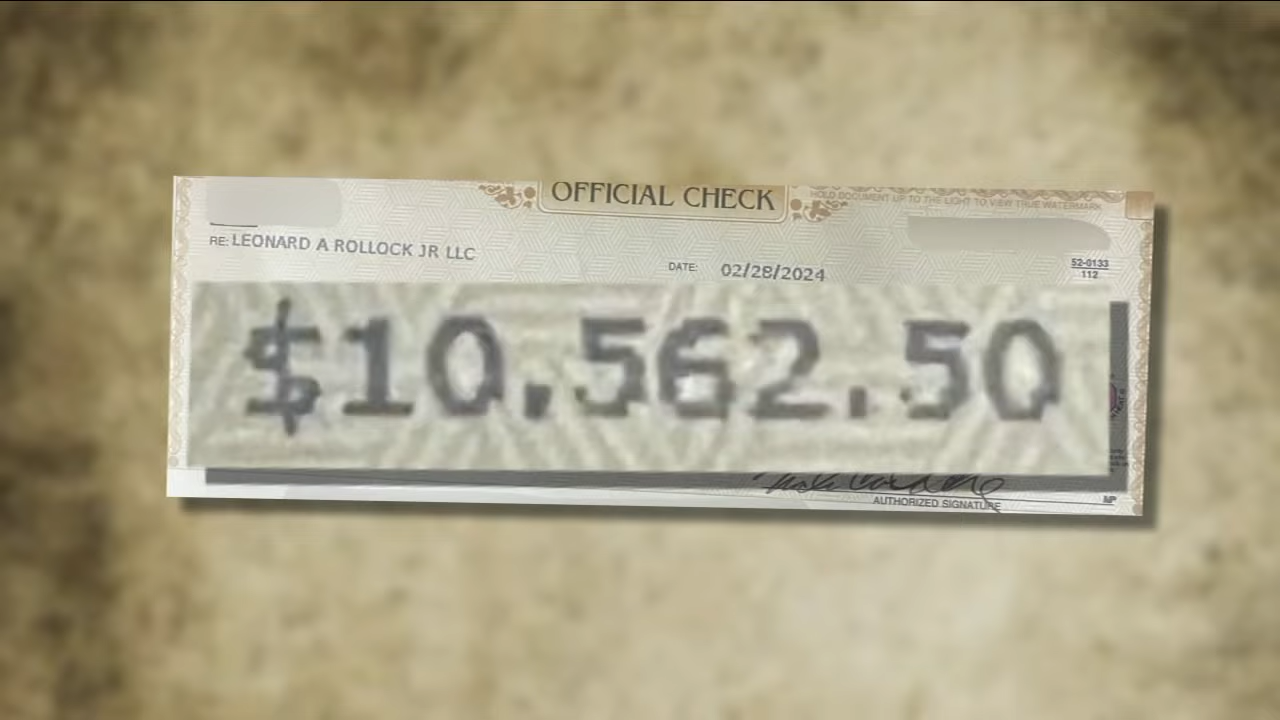 OFFICIAL CHECK
HOLD DOCUMENT UP TO THE LIGHT TO VIEW TRUE WATERMARK
RE: LEONARD A ROLLOCK JR LLC
DATE: 02/28/2024
52-0133
112
$10,562.50
AUTHORIZED SIGNATURE
MP